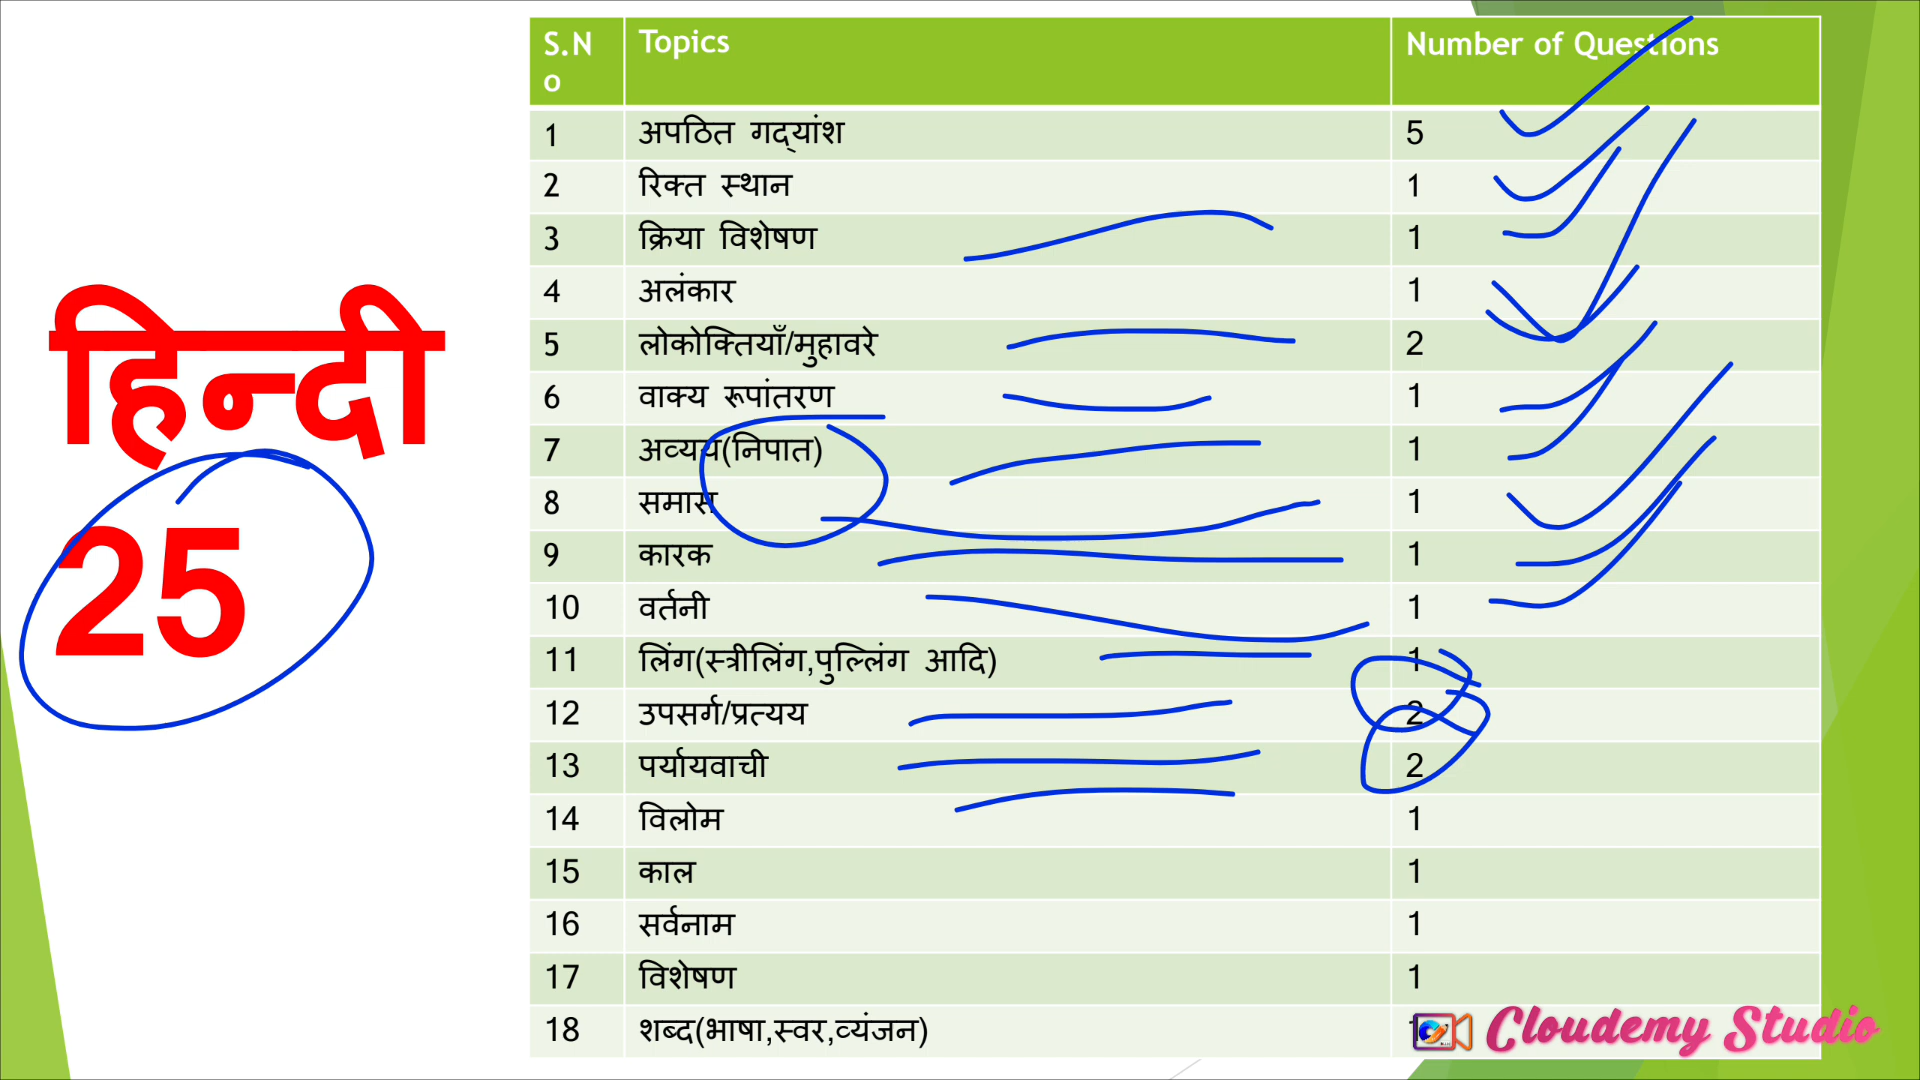 हिन्दी
25
S.No Topics Number of Questions
1 अपठित गद्यांश 5
2 रिक्त स्थान 1
3 क्रिया विशेषण 1
4 अलंकार 1
5 लोकोक्तियाँ/मुहावरे 2
6 वाक्य रूपांतरण 1
7 अव्यय(निपात) 1
8 समास 1
9 कारक 1
10 वर्तनी 1
11 लिंग(स्त्रीलिंग,पुल्लिंग आदि) 1
12 उपसर्ग/प्रत्यय 2
13 पर्यायवाची 2
14 विलोम 1
15 काल 1
16 सर्वनाम 1
17 विशेषण 1
18 शब्द(भाषा,स्वर,व्यंजन)
Cloudemy Studio